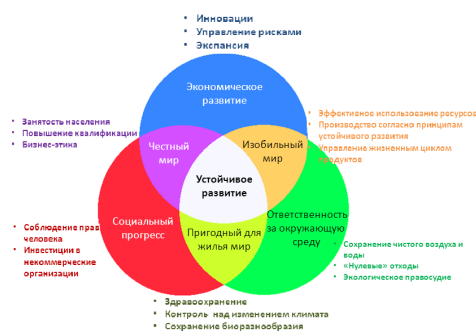 • Инновации
• Управление рисками
• Экспансия
Экономическое
развитие
• Занятость населения
• Повышение квалификации
• Бизнес-этика
• Эффективное использование ресурсов
• Производство согласно принципам
устойчивого развития
• Управление жизненным циклом
продуктов
Честный
мир
Изобильный
мир
Устойчивое
развитие
Социальный
прогресс
Пригодный для
жилья мир
Ответственность
за окружающую
среду
• Соблюдение прав
человека
• Инвестиции в
некоммерческие
организации
• Сохранение чистого воздуха и
воды
• «Нулевые» отходы
• Экологическое правосудие
• Здравоохранение
• Контроль над изменением климата
• Сохранение биоразнообразия